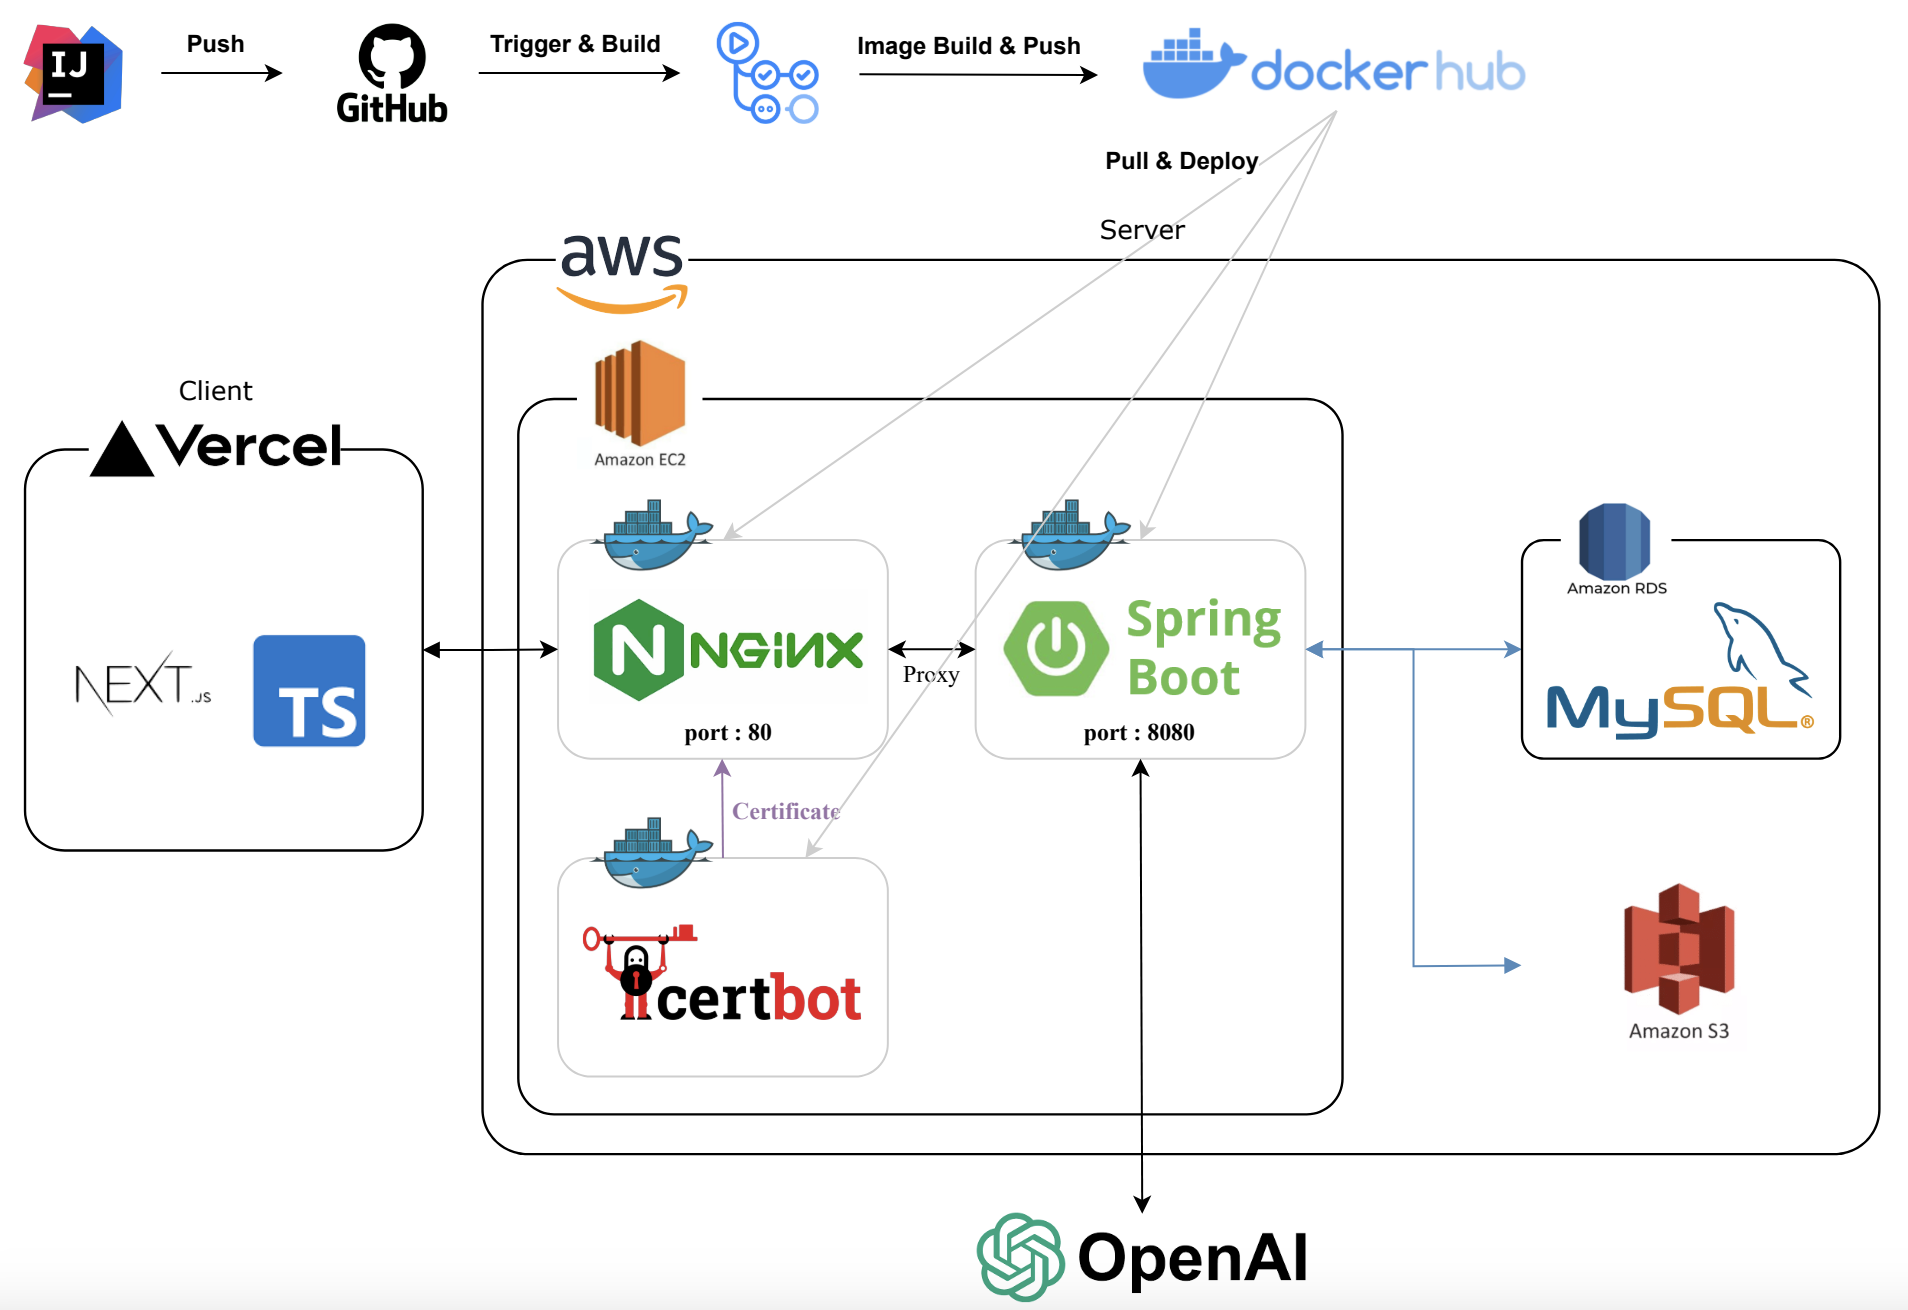 IJ
Push
GitHub
Trigger & Build
Image Build & Push
docker hub
Pull & Deploy
Server
aws
Amazon EC2
Client
Vercel
NEXT.JS
TS
NGINX
port : 80
Proxy
Spring
Boot
port : 8080
Amazon RDS
MySQL®
Certificate
certbot
Amazon S3
OpenAI